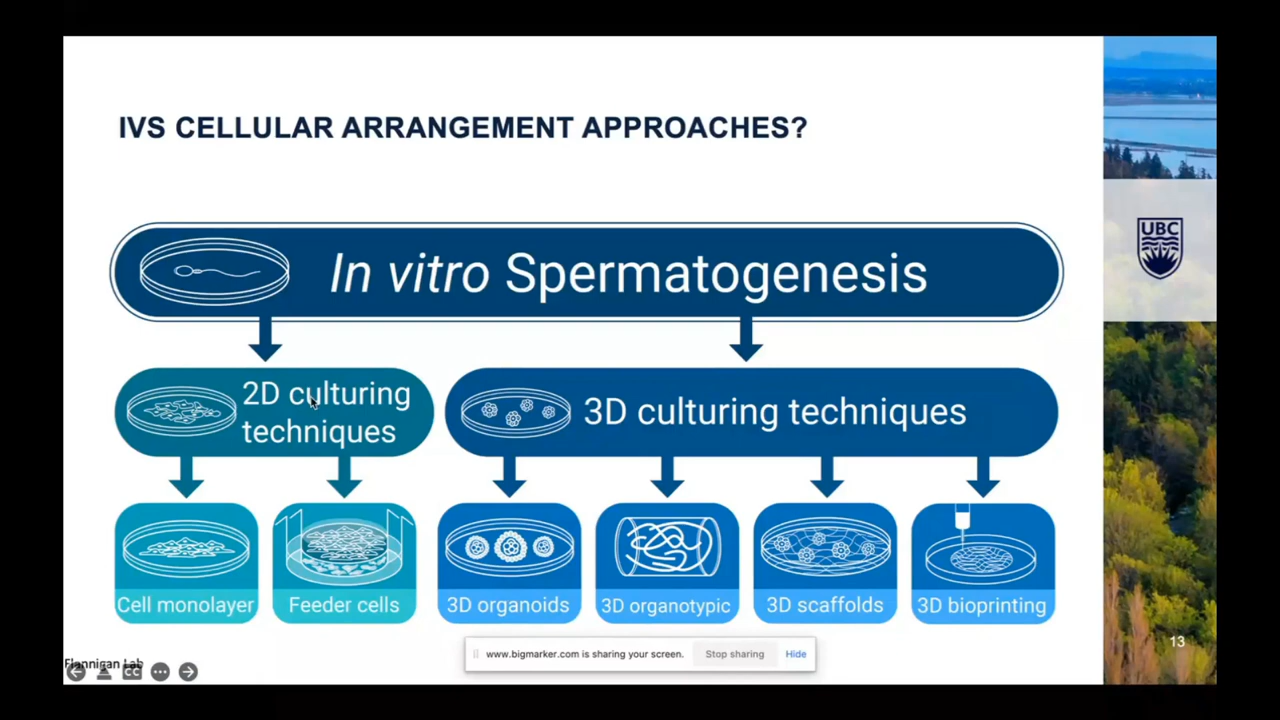 IVS CELLULAR ARRANGEMENT APPROACHES?
UBC
In vitro Spermatogenesis
2D culturing
techniques
3D culturing techniques
Cell monolayer
Feeder cells
3D organoids
3D organotypic
3D scaffolds
3D bioprinting
13
www.bigmarker.com is sharing your screen.
Stop sharing
Hide
Flannigan Lab
CC